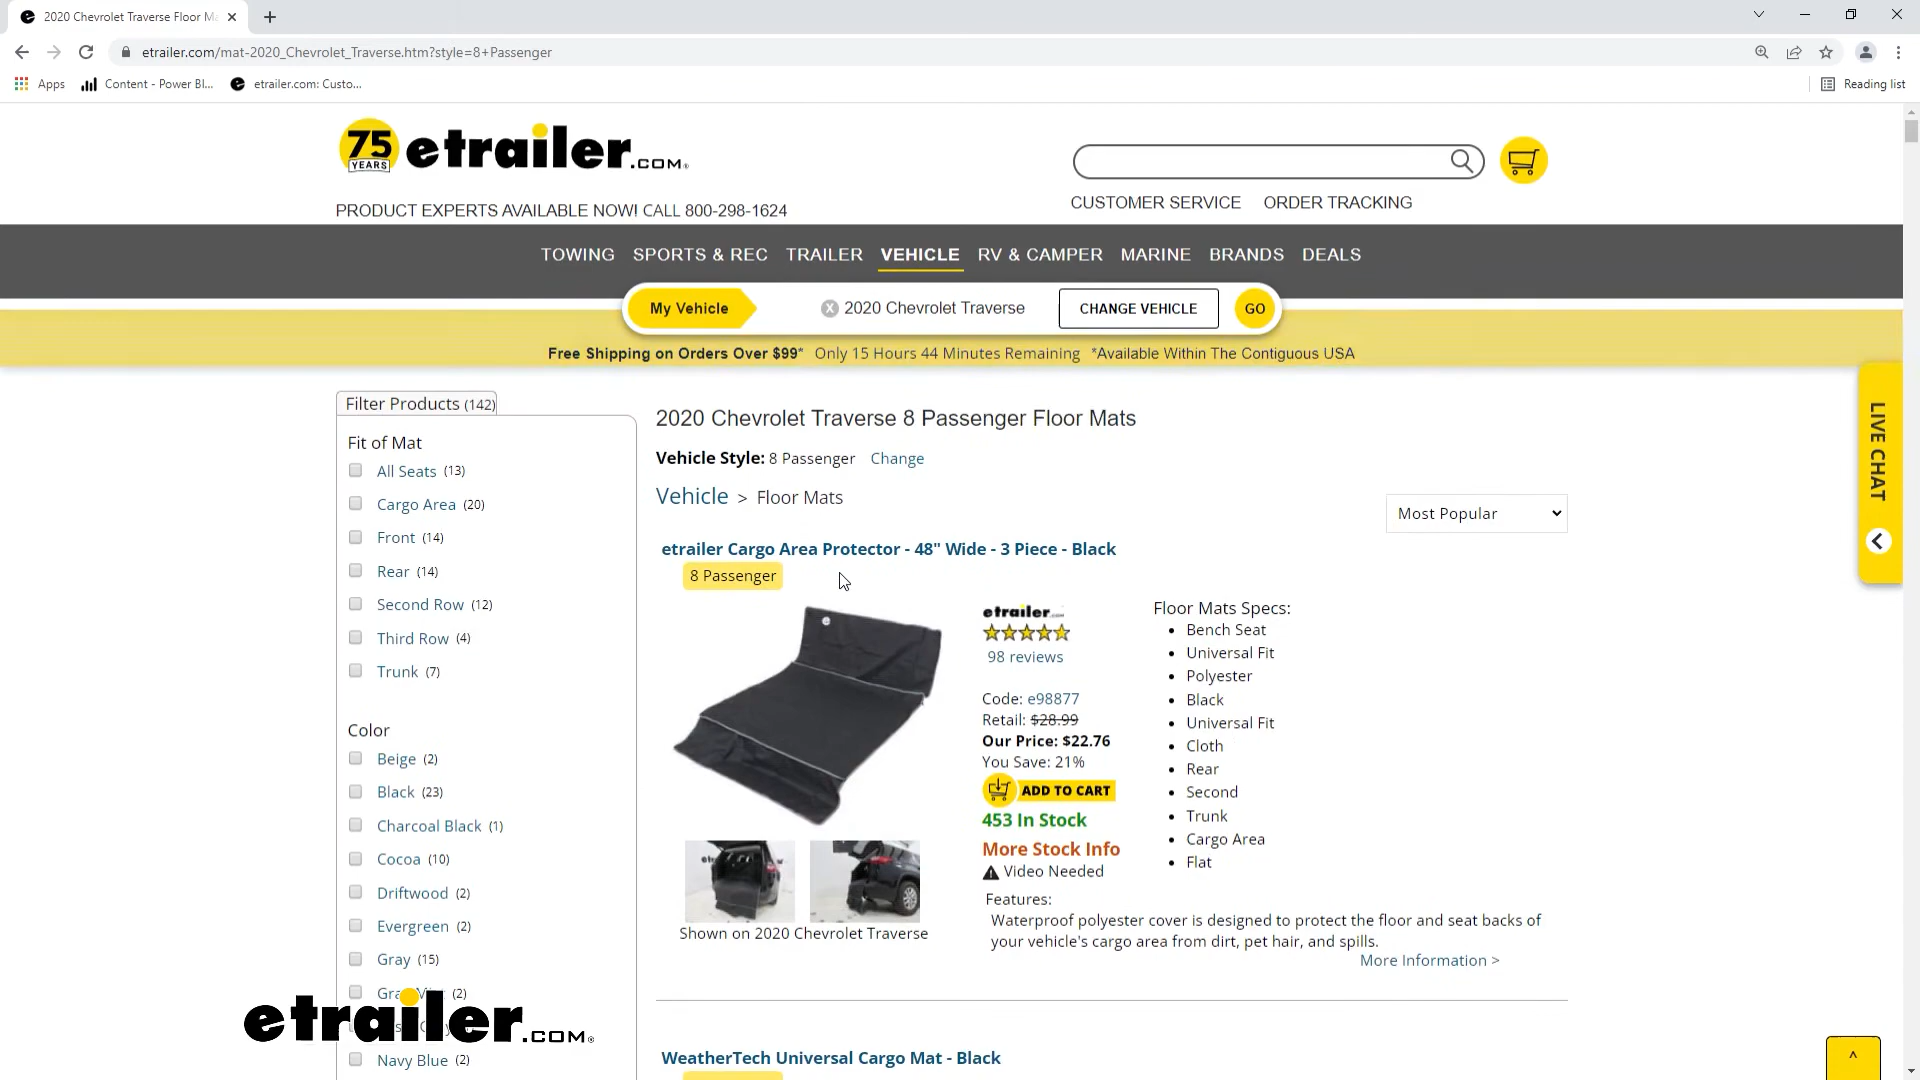 2020 Chevrolet Traverse Floor Ma
etrailer.com/mat-2020_Chevrolet_Traverse.htm?style=8+Passenger
Apps
Content - Power BI...
etrailer.com: Custo...
Reading list
75 YEARS etrailer.com
PRODUCT EXPERTS AVAILABLE NOW! CALL 800-298-1624
CUSTOMER SERVICE ORDER TRACKING
TOWING SPORTS & REC TRAILER VEHICLE RV & CAMPER MARINE BRANDS DEALS
My Vehicle X 2020 Chevrolet Traverse CHANGE VEHICLE GO
Free Shipping on Orders Over $99* Only 15 Hours 44 Minutes Remaining *Available Within The Contiguous USA
LIVE CHAT
Filter Products (142)
Fit of Mat
All Seats (13)
Cargo Area (20)
Front (14)
Rear (14)
Second Row (12)
Third Row (4)
Trunk (7)
Color
Beige (2)
Black (23)
Charcoal Black (1)
Cocoa (10)
Driftwood (2)
Evergreen (2)
Gray (15)
(2)
Navy Blue (2)
etrailer.com
2020 Chevrolet Traverse 8 Passenger Floor Mats
Vehicle Style: 8 Passenger Change
Vehicle > Floor Mats
Most Popular
etrailer Cargo Area Protector - 48" Wide - 3 Piece - Black
8 Passenger
Shown on 2020 Chevrolet Traverse
etrailer.com
98 reviews
Code: e98877
Retail: $28.99
Our Price: $22.76
You Save: 21%
ADD TO CART
453 In Stock
More Stock Info
Video Needed
Floor Mats Specs:
• Bench Seat
• Universal Fit
• Polyester
• Black
• Universal Fit
• Cloth
• Rear
• Second
• Trunk
• Cargo Area
• Flat
Features:
Waterproof polyester cover is designed to protect the floor and seat backs of
your vehicle's cargo area from dirt, pet hair, and spills.
More Information >
WeatherTech Universal Cargo Mat - Black